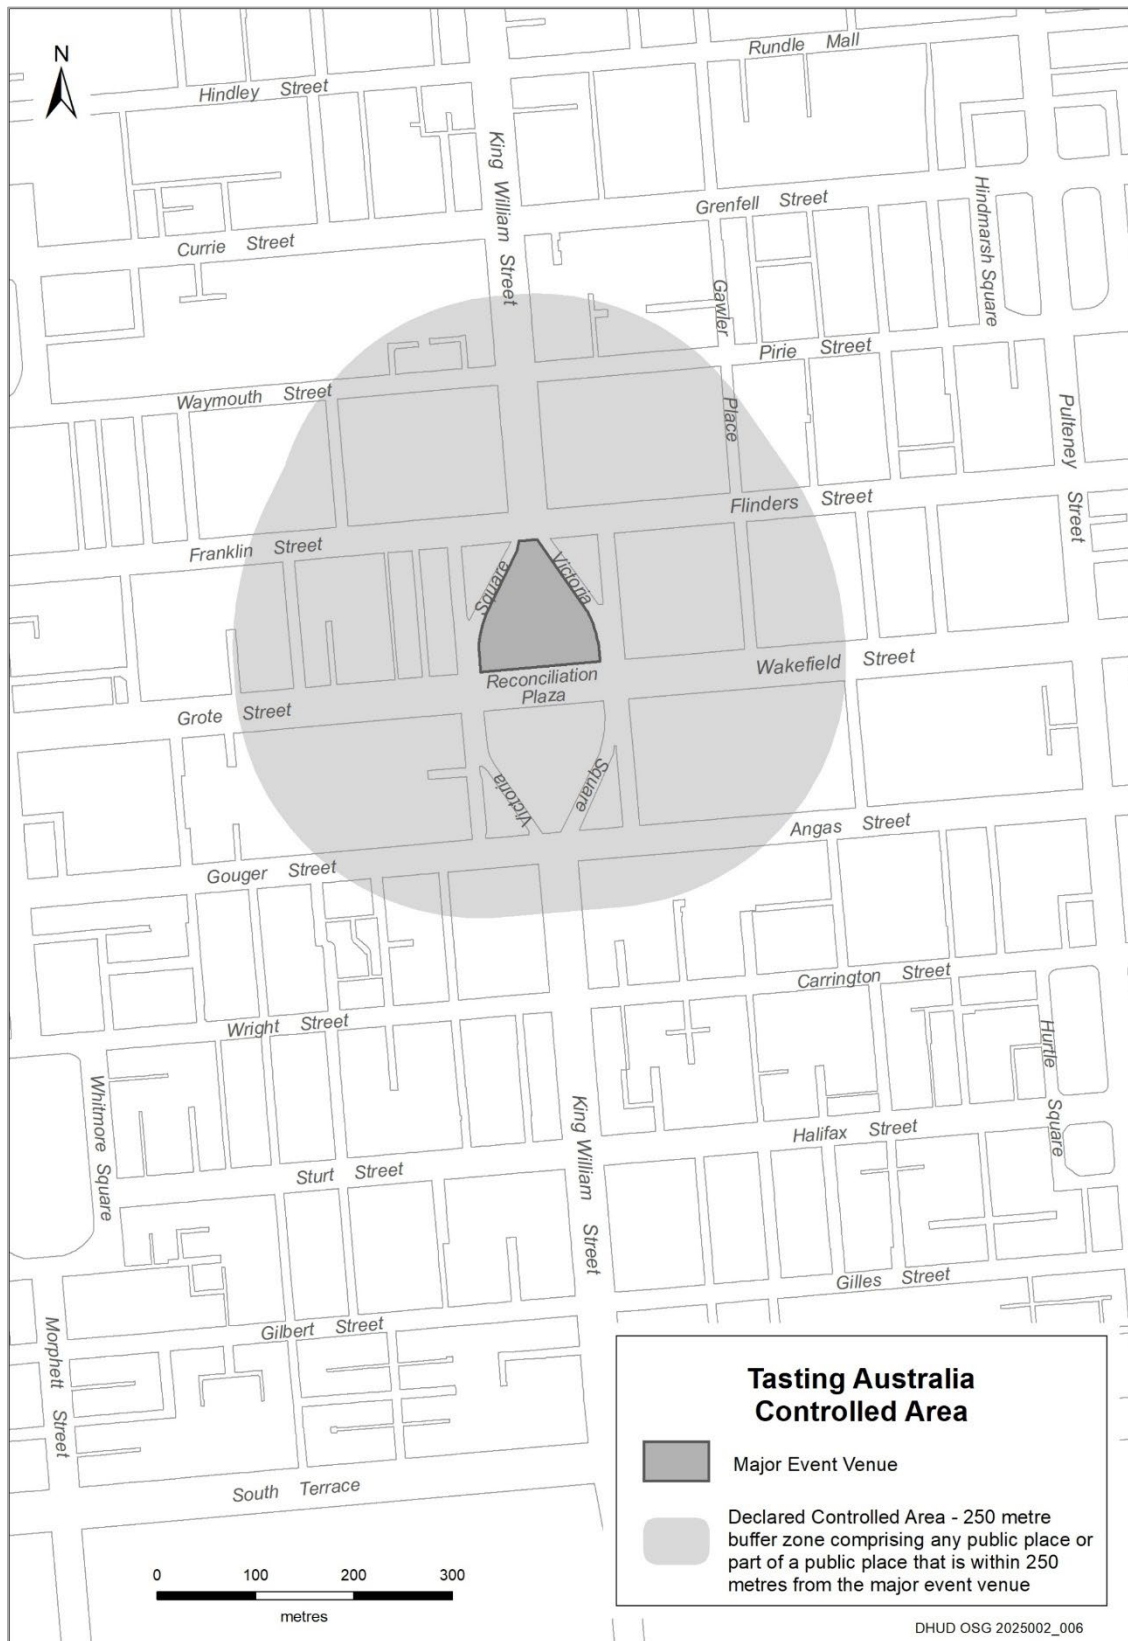 N
Rundle Mall
Hindley Street
King William Street
Hindmarsh Square
Grenfell Street
Currie Street
Gawler
Place
Pirie Street
Waymouth Street
Pulteney Street
Flinders Street
Franklin Street
Square
Victoria
Wakefield Street
Reconciliation
Plaza
Grote Street
Victoria
Square
Angas Street
Gouger Street
Carrington Street
Wright Street
Hurtle Square
Whitmore Square
King William Street
Halifax Street
Sturt Street
Gilles Street
Gilbert Street
Morphett Street
South Terrace
Tasting Australia
Controlled Area
Major Event Venue
Declared Controlled Area - 250 metre
buffer zone comprising any public place or
part of a public place that is within 250
metres from the major event venue
0 100 200 300
metres
DHUD OSG 2025002_006